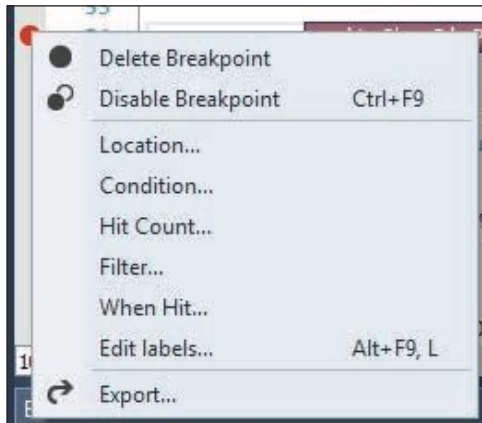 Delete Breakpoint
Disable Breakpoint Ctrl+F9
Location...
Condition...
Hit Count...
Filter...
When Hit...
Edit labels... Alt+F9, L
Export...